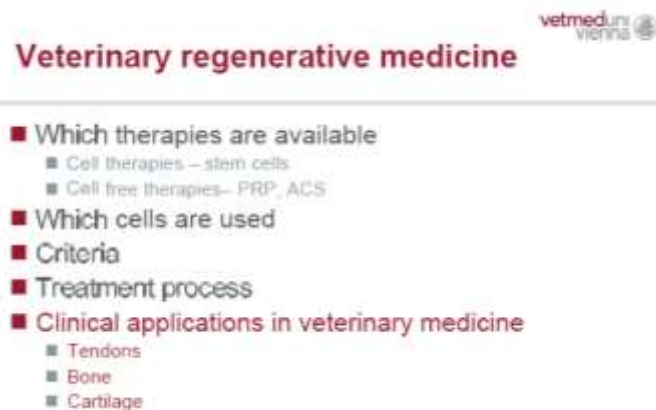 vetmeduni
vienna
Veterinary regenerative medicine
Which therapies are available
Cell therapies – stem cells
Cell free therapies– PRP, ACS
Which cells are used
Criteria
Treatment process
Clinical applications in veterinary medicine
Tendons
Bone
Cartilage